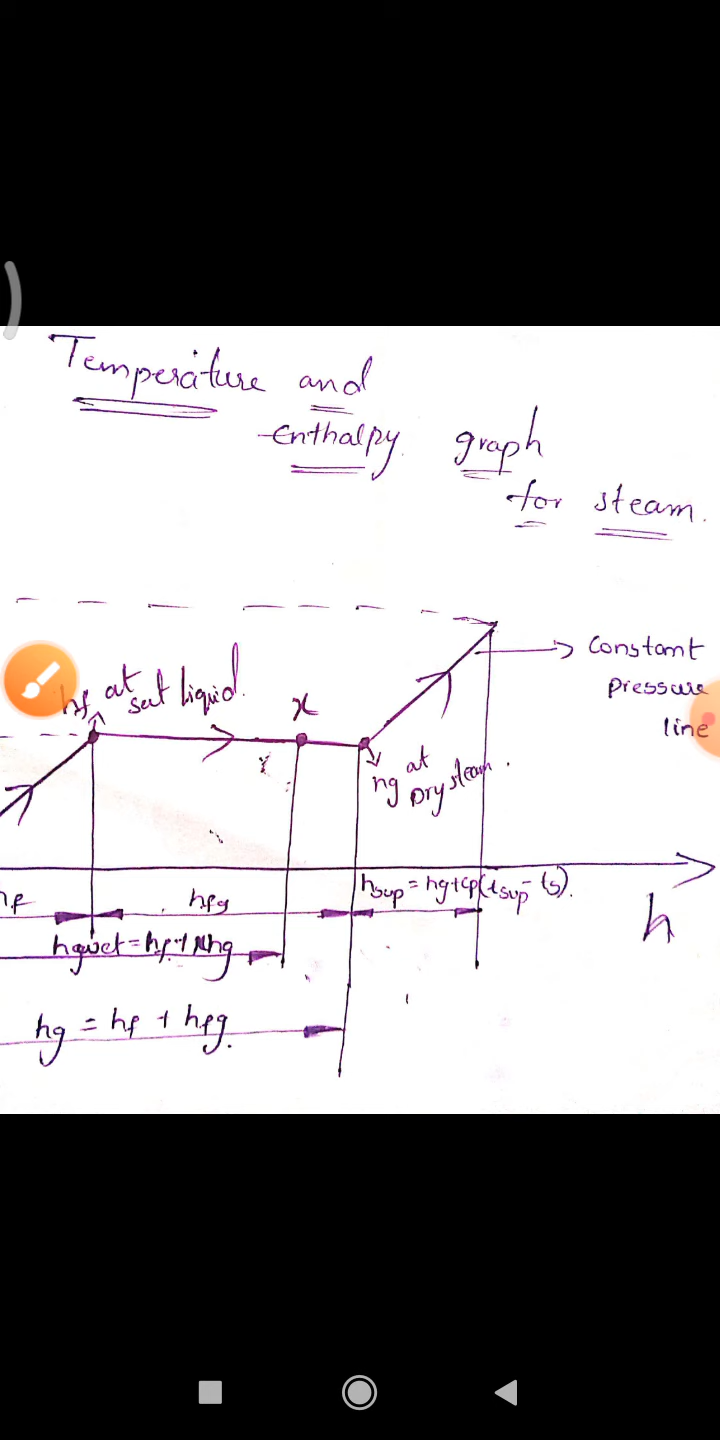 Temperature and
Enthalpy graph
for steam.
hf at
sat liquid.
x
Constant
pressure
line
hg at
Dry steam.
hf
hfg
hsup = hg+cp(tsup - ts).
h
hg = hf + hfg.